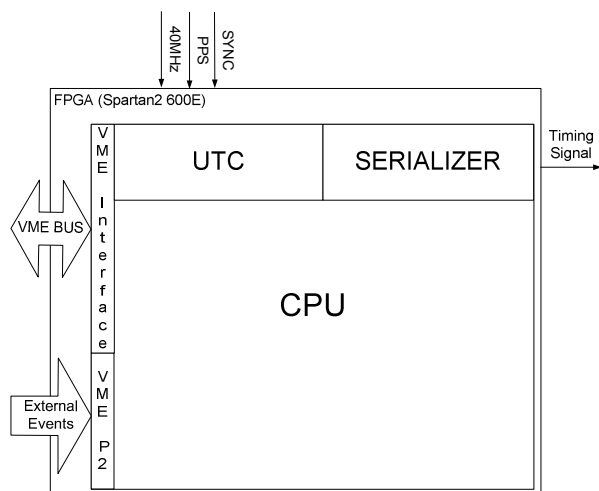 40MHz
PPS
SYNC
FPGA (Spartan2 600E)
Timing
Signal
VME Interface
UTC
SERIALIZER
VME BUS
CPU
VME P2
External
Events